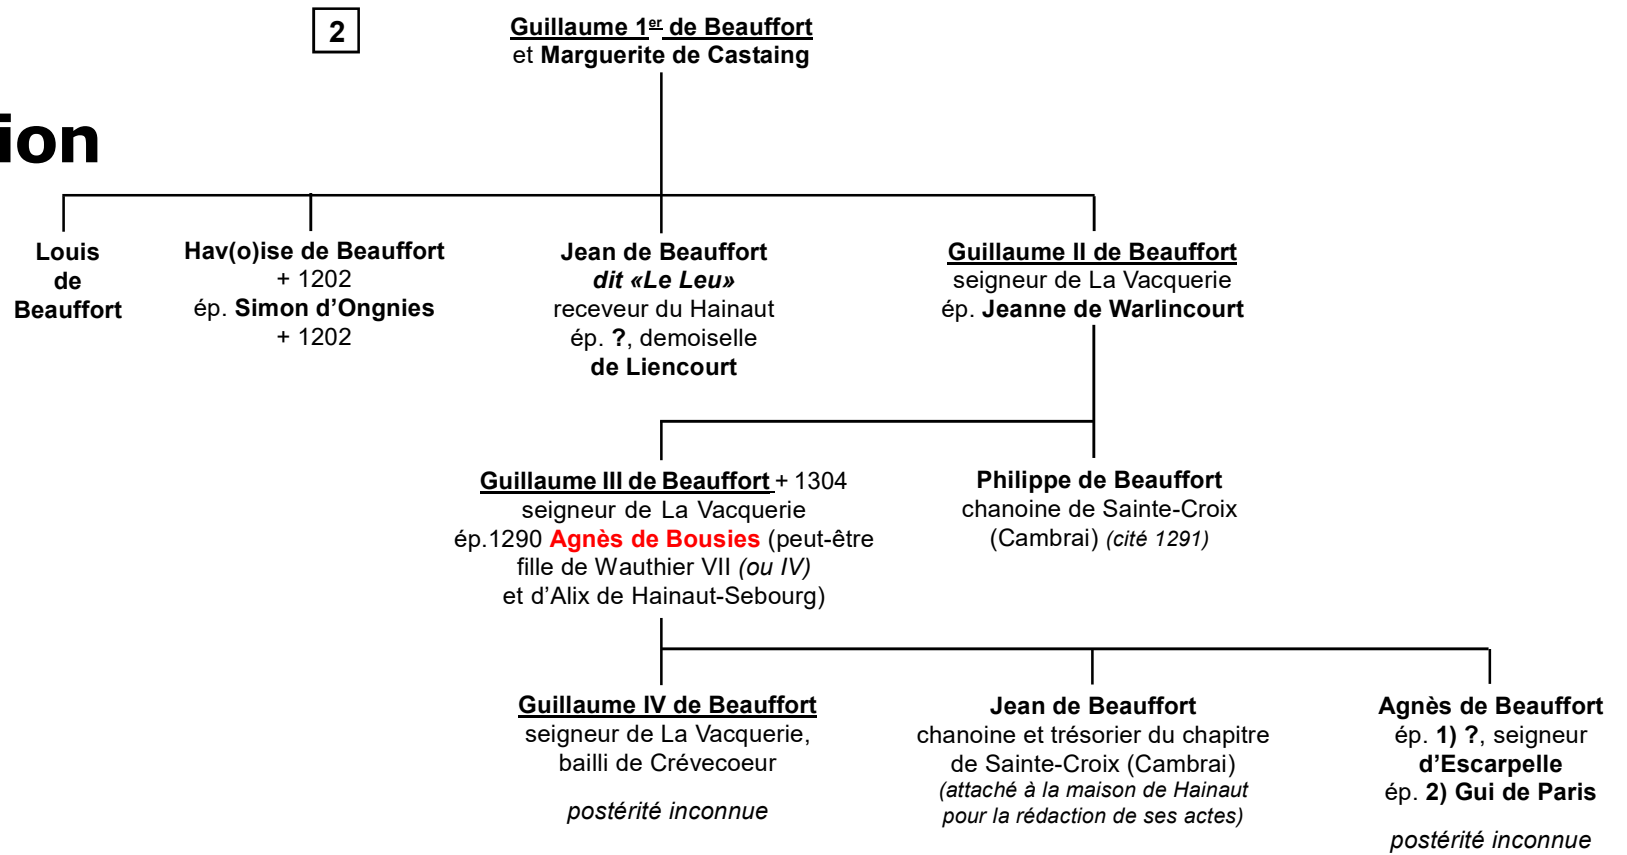 2
Guillaume 1er de Beauffort
et Marguerite de Castaing
ion
Louis
de
Beauffort
Hav(o)ise de Beauffort
+ 1202
ép. Simon d’Ongnies
+ 1202
Jean de Beauffort
dit «Le Leu»
receveur du Hainaut
ép. ?, demoiselle
de Liencourt
Guillaume II de Beauffort
seigneur de La Vacquerie
ép. Jeanne de Warlincourt
Guillaume III de Beauffort + 1304
seigneur de La Vacquerie
ép.1290 Agnès de Bousies (peut-être
fille de Wauthier VII (ou IV)
et d’Alix de Hainaut-Sebourg)
Philippe de Beauffort
chanoine de Sainte-Croix
(Cambrai) (cité 1291)
Guillaume IV de Beauffort
seigneur de La Vacquerie,
bailli de Crévecoeur
postérité inconnue
Jean de Beauffort
chanoine et trésorier du chapitre
de Sainte-Croix (Cambrai)
(attaché à la maison de Hainaut
pour la rédaction de ses actes)
Agnès de Beauffort
ép. 1) ?, seigneur
d’Escarpelle
ép. 2) Gui de Paris
postérité inconnue